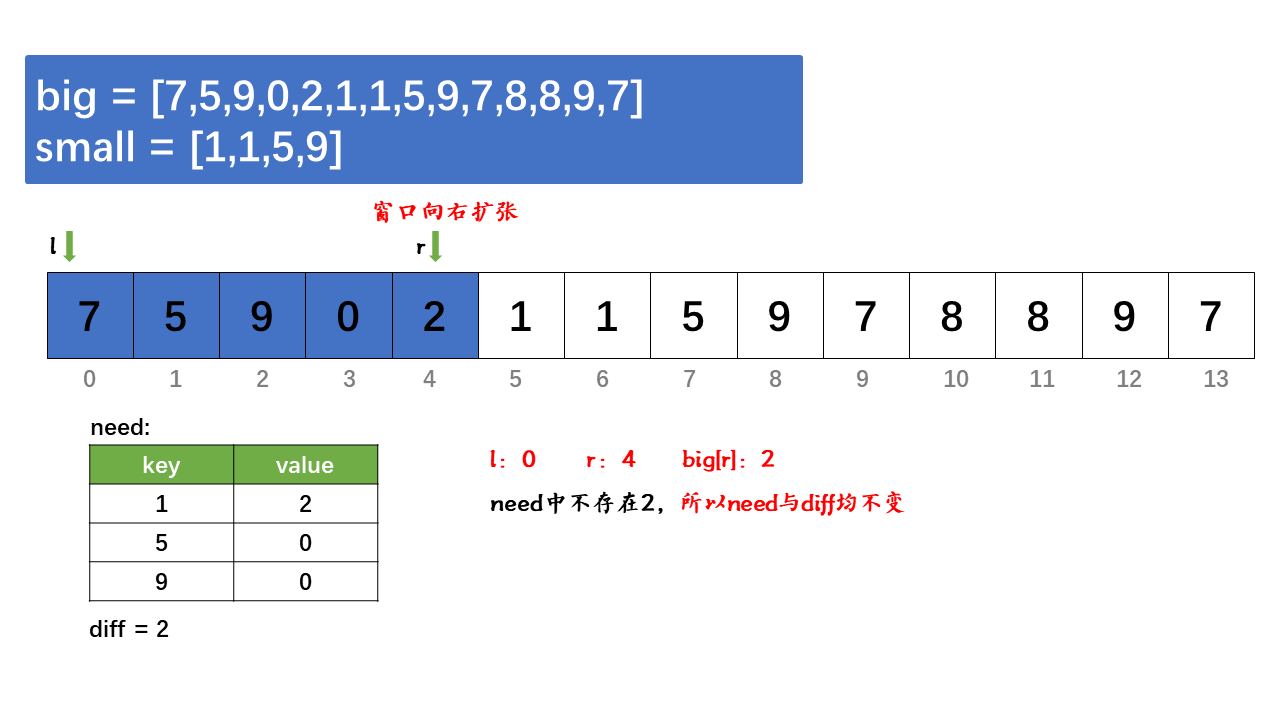 big = [7,5,9,0,2,1,1,5,9,7,8,8,9,7]
small = [1,1,5,9]
窗口向右扩张
l r
7 5 9 0 2 1 1 5 9 7 8 8 9 7
0 1 2 3 4 5 6 7 8 9 10 11 12 13
need:
key value
1 2
5 0
9 0
diff = 2
l: 0 r: 4 big[r]: 2
need中不存在2，所以need与diff均不变